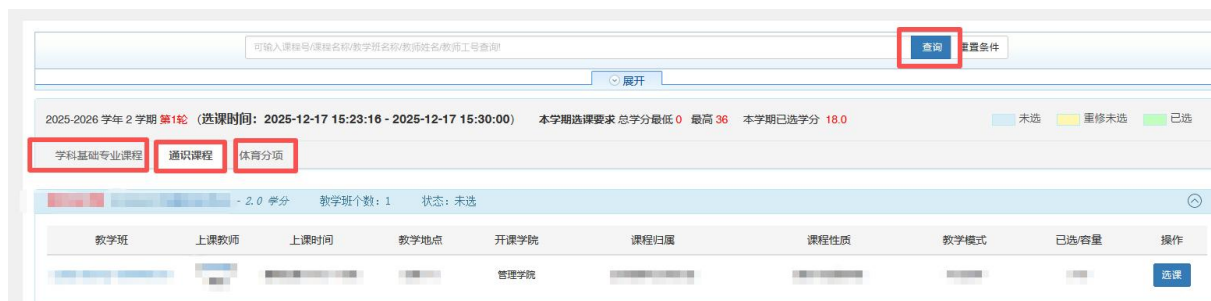 可输入课程号/课程名称/教学班名称/教师姓名/教师工号查询! 查询 重置条件
展开
2025-2026 学年 2 学期 第1轮 (选课时间: 2025-12-17 15:23:16 - 2025-12-17 15:30:00) 本学期选课要求 总学分最低 0 最高 36 本学期已选学分 18.0 未选 重修未选 已选
学科基础专业课程 通识课程 体育分项
- 2.0 学分 教学班个数: 1 状态: 未选
教学班 上课教师 上课时间 教学地点 开课学院 课程归属 课程性质 教学模式 已选/容量 操作
管理学院 选课